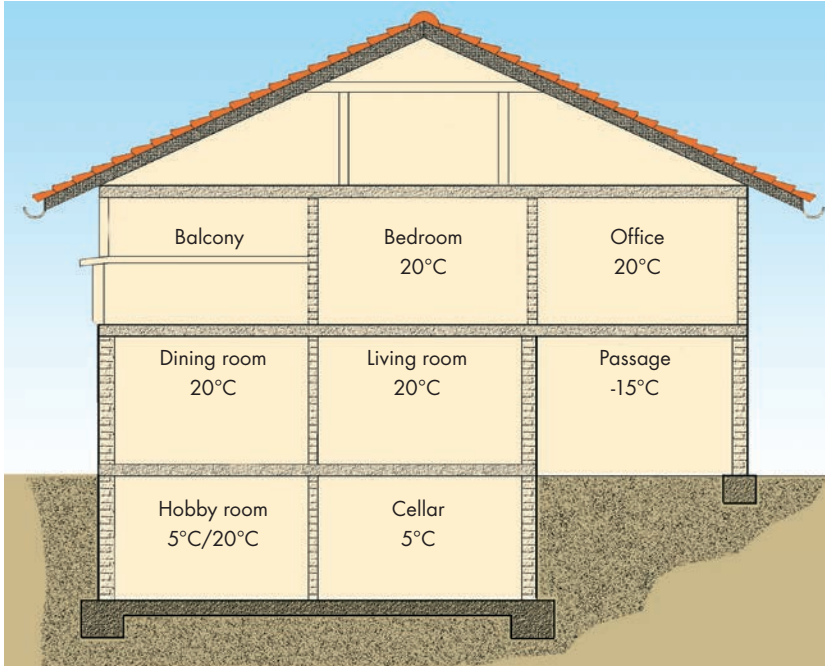 Balcony
Bedroom
20°C
Office
20°C
Dining room
20°C
Living room
20°C
Passage
-15°C
Hobby room
5°C/20°C
Cellar
5°C